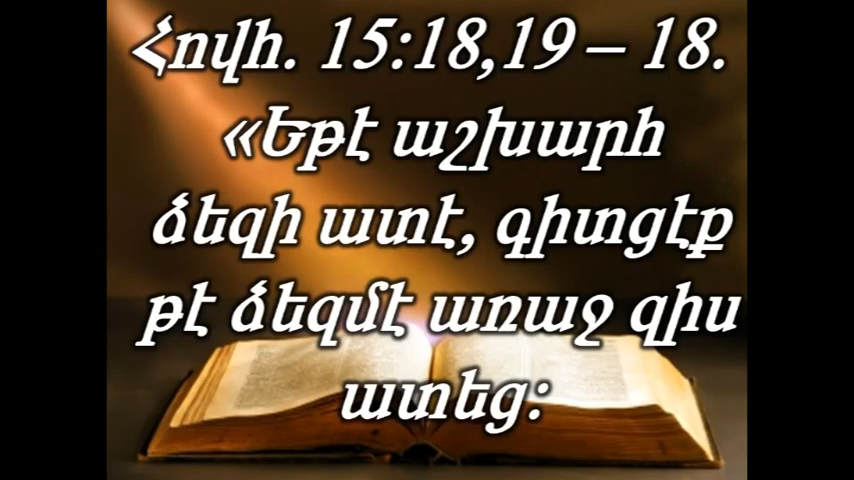 Հովհ. 15:18,19 – 18.
«Եթէ աշխարհ
ձեզի ատէ, գիտցէք
թէ ձեզմէ առաջ զիս
ատեց: